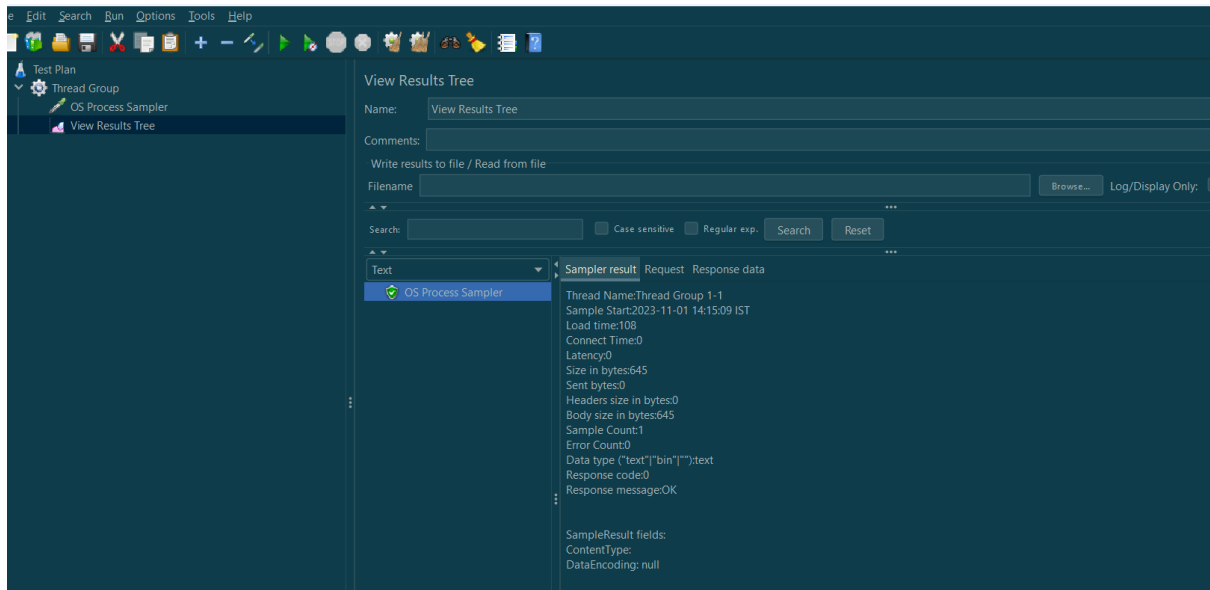 e Edit Search Run Options Tools Help
Test Plan
Thread Group
OS Process Sampler
View Results Tree
View Results Tree
Name: View Results Tree
Comments:
Write results to file / Read from file
Filename Browse... Log/Display Only:
Search: Case sensitive Regular exp. Search Reset
Text Sampler result Request Response data
OS Process Sampler
Thread Name:Thread Group 1-1
Sample Start:2023-11-01 14:15:09 IST
Load time:108
Connect Time:0
Latency:0
Size in bytes:645
Sent bytes:0
Headers size in bytes:0
Body size in bytes:645
Sample Count:1
Error Count:0
Data type ("text"|"bin"|""):text
Response code:0
Response message:OK
SampleResult fields:
ContentType:
DataEncoding: null